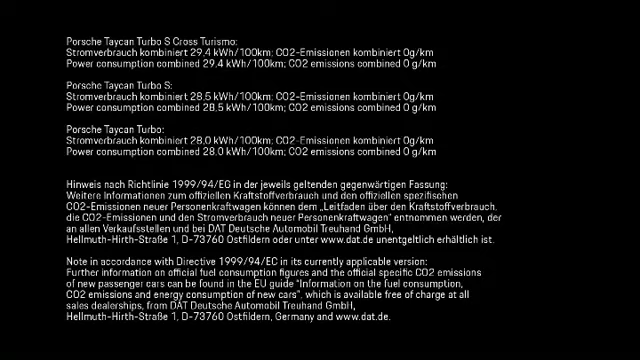 Porsche Taycan Turbo S Cross Turismo:
Stromverbrauch kombiniert 29,4 kWh/100km; CO2-Emissionen kombiniert 0g/km
Power consumption combined 29.4 kWh/100km; CO2 emissions combined 0 g/km
Porsche Taycan Turbo S:
Stromverbrauch kombiniert 28,5 kWh/100km; CO2-Emissionen kombiniert 0 g/km
Power consumption combined 28,5 kWh/100km; CO2 emissions combined 0 g/km
Porsche Taycan Turbo:
Stromverbrauch kombiniert 28,0 kWh/100km; CO2-Emissionen kombiniert 0 g/km
Power consumption combined 28.0 kWh/100km; CO2 emissions combined 0 g/km
Hinweis nach Richtlinie 1999/94/EG in der jeweils geltenden gegenwärtigen Fassung:
Weitere Informationen zum offiziellen Kraftstoffverbrauch und den offiziellen spezifischen
CO2-Emissionen neuer Personenkraftwagen können dem „Leitfaden über den Kraftstoffverbrauch,
die CO2-Emissionen und den Stromverbrauch neuer Personenkraftwagen" entnommen werden, der
an allen Verkaufsstellen und bei DAT Deutsche Automobil Treuhand GmbH,
Hellmuth-Hirth-Straße 1, D-73760 Ostfildern oder unter www.dat.de unentgeltlich erhältlich ist.
Note in accordance with Directive 1999/94/EC in its currently applicable version:
Further information on official fuel consumption figures and the official specific CO2 emissions
of new passenger cars can be found in the EU guide "Information on the fuel consumption,
CO2 emissions and energy consumption of new cars", which is available free of charge at all
sales dealerships, from DAT Deutsche Automobil Treuhand GmbH,
Hellmuth-Hirth-Straße 1, D-73760 Ostfildern, Germany and www.dat.de.